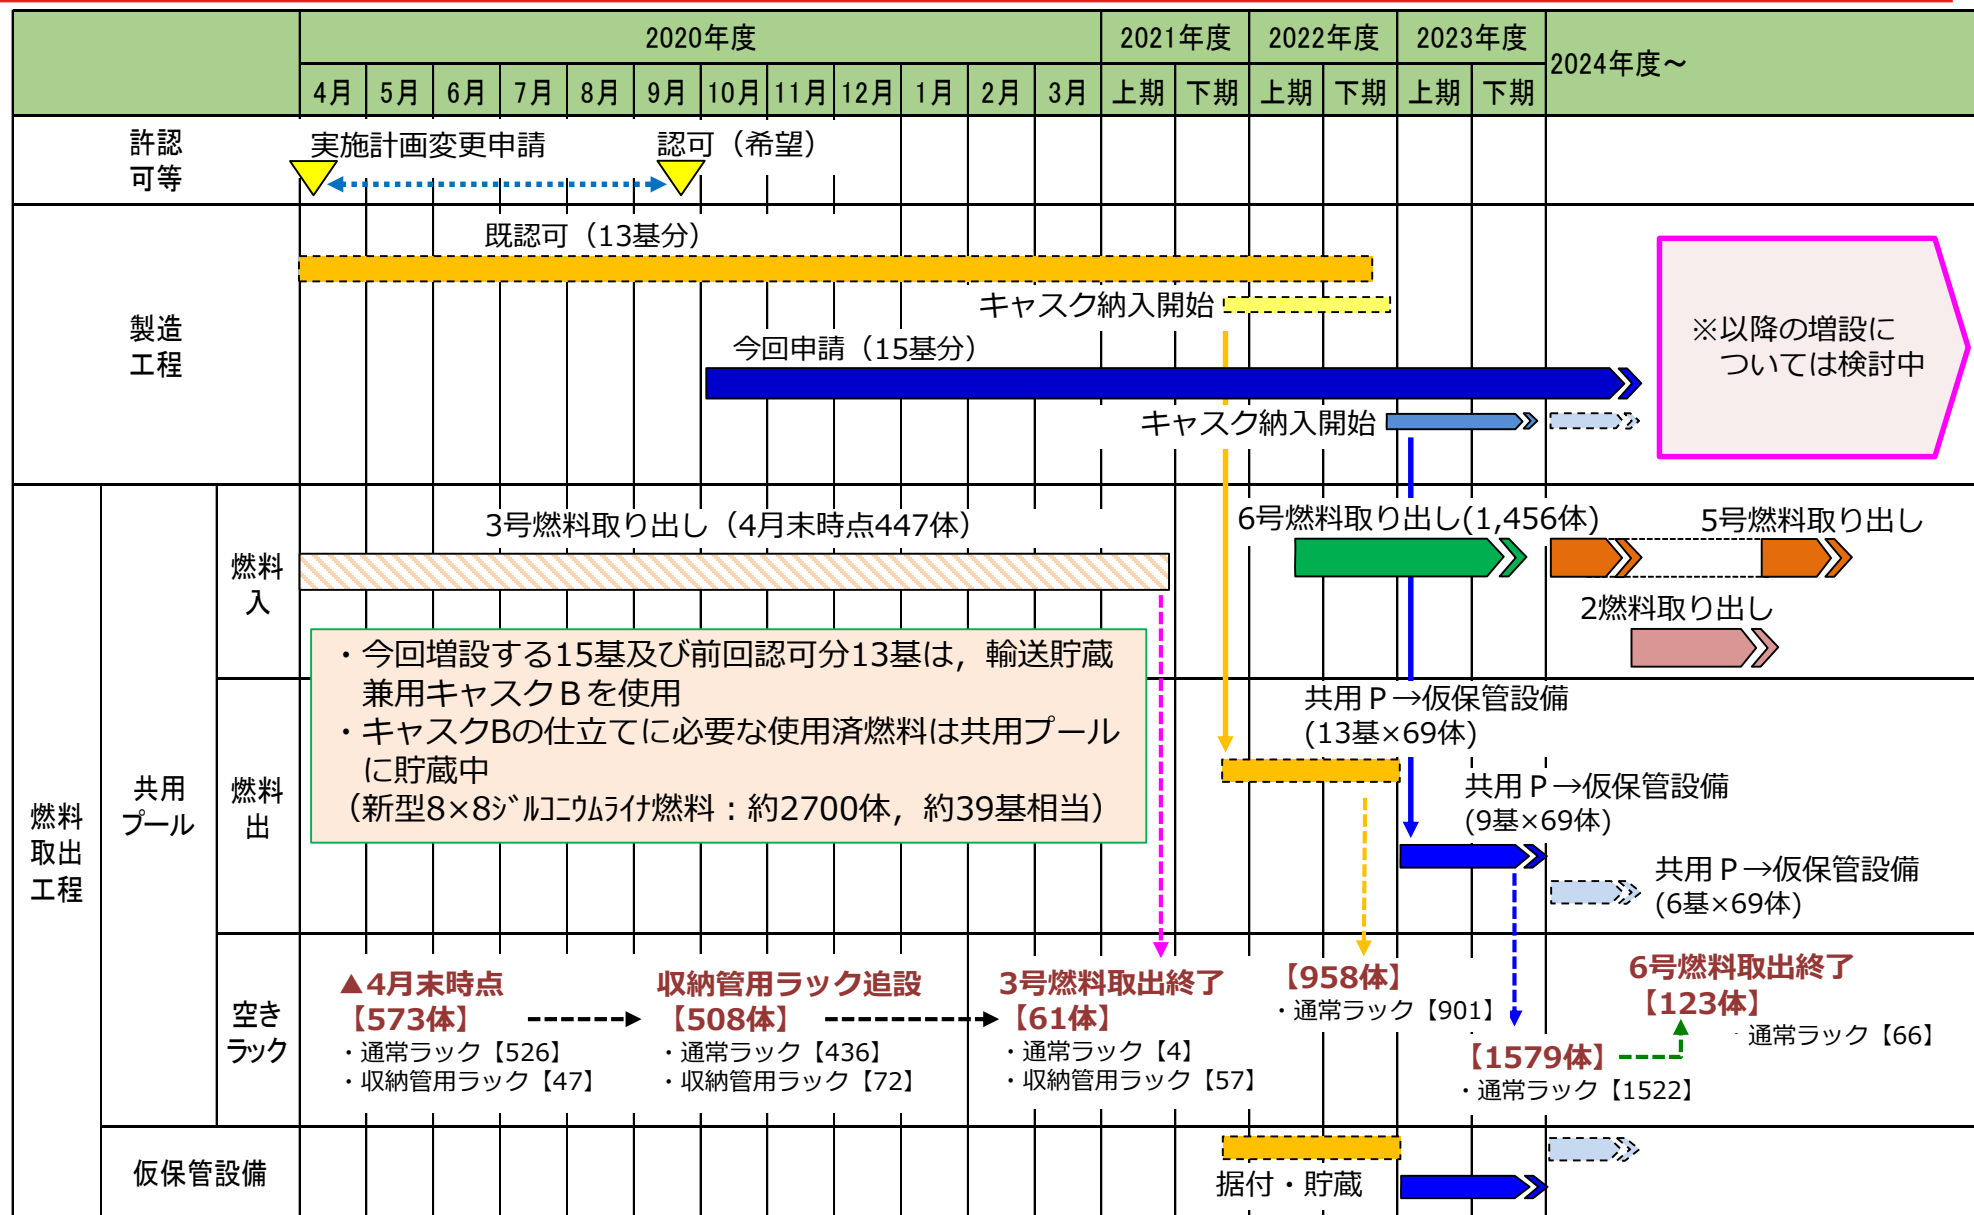 2020年度
2021年度
2022年度
2023年度
2024年度～
4月
5月
6月
7月
8月
9月
10月
11月
12月
1月
2月
3月
上期
下期
上期
下期
上期
下期
許認
可等
実施計画変更申請
認可（希望）
製造
工程
既認可（13基分）
キャスク納入開始
今回申請（15基分）
キャスク納入開始
※以降の増設に
ついては検討中
燃料
取出
工程
共用
プール
燃料
入
3号燃料取り出し（4月末時点447体）
6号燃料取り出し(1,456体)
5号燃料取り出し
2燃料取り出し
・今回増設する15基及び前回認可分13基は，輸送貯蔵
兼用キャスクＢを使用
・キャスクBの仕立てに必要な使用済燃料は共用プール
に貯蔵中
（新型8×8ｼﾞﾙｺﾆｳﾑﾗｲﾅ燃料：約2700体，約39基相当）
燃料
出
共用Ｐ→仮保管設備
(13基×69体)
共用Ｐ→仮保管設備
(9基×69体)
共用Ｐ→仮保管設備
(6基×69体)
空き
ラック
▲4月末時点
【573体】
・通常ラック【526】
・収納管用ラック【47】
収納管用ラック追設
【508体】
・通常ラック【436】
・収納管用ラック【72】
3号燃料取出終了
【61体】
・通常ラック【4】
・収納管用ラック【57】
【958体】
・通常ラック【901】
【1579体】
・通常ラック【1522】
6号燃料取出終了
【123体】
・通常ラック【66】
仮保管設備
据付・貯蔵